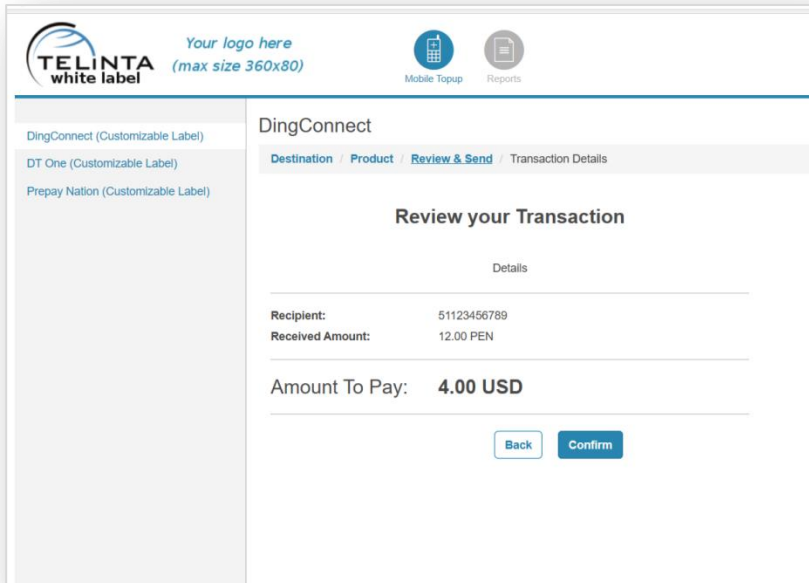 TELINTA
white label
Your logo here
(max size 360x80)
Mobile Topup
Reports
DingConnect (Customizable Label)
DT One (Customizable Label)
Prepay Nation (Customizable Label)
DingConnect
Destination / Product / Review & Send / Transaction Details
Review your Transaction
Details
Recipient: 51123456789
Received Amount: 12.00 PEN
Amount To Pay: 4.00 USD
Back
Confirm